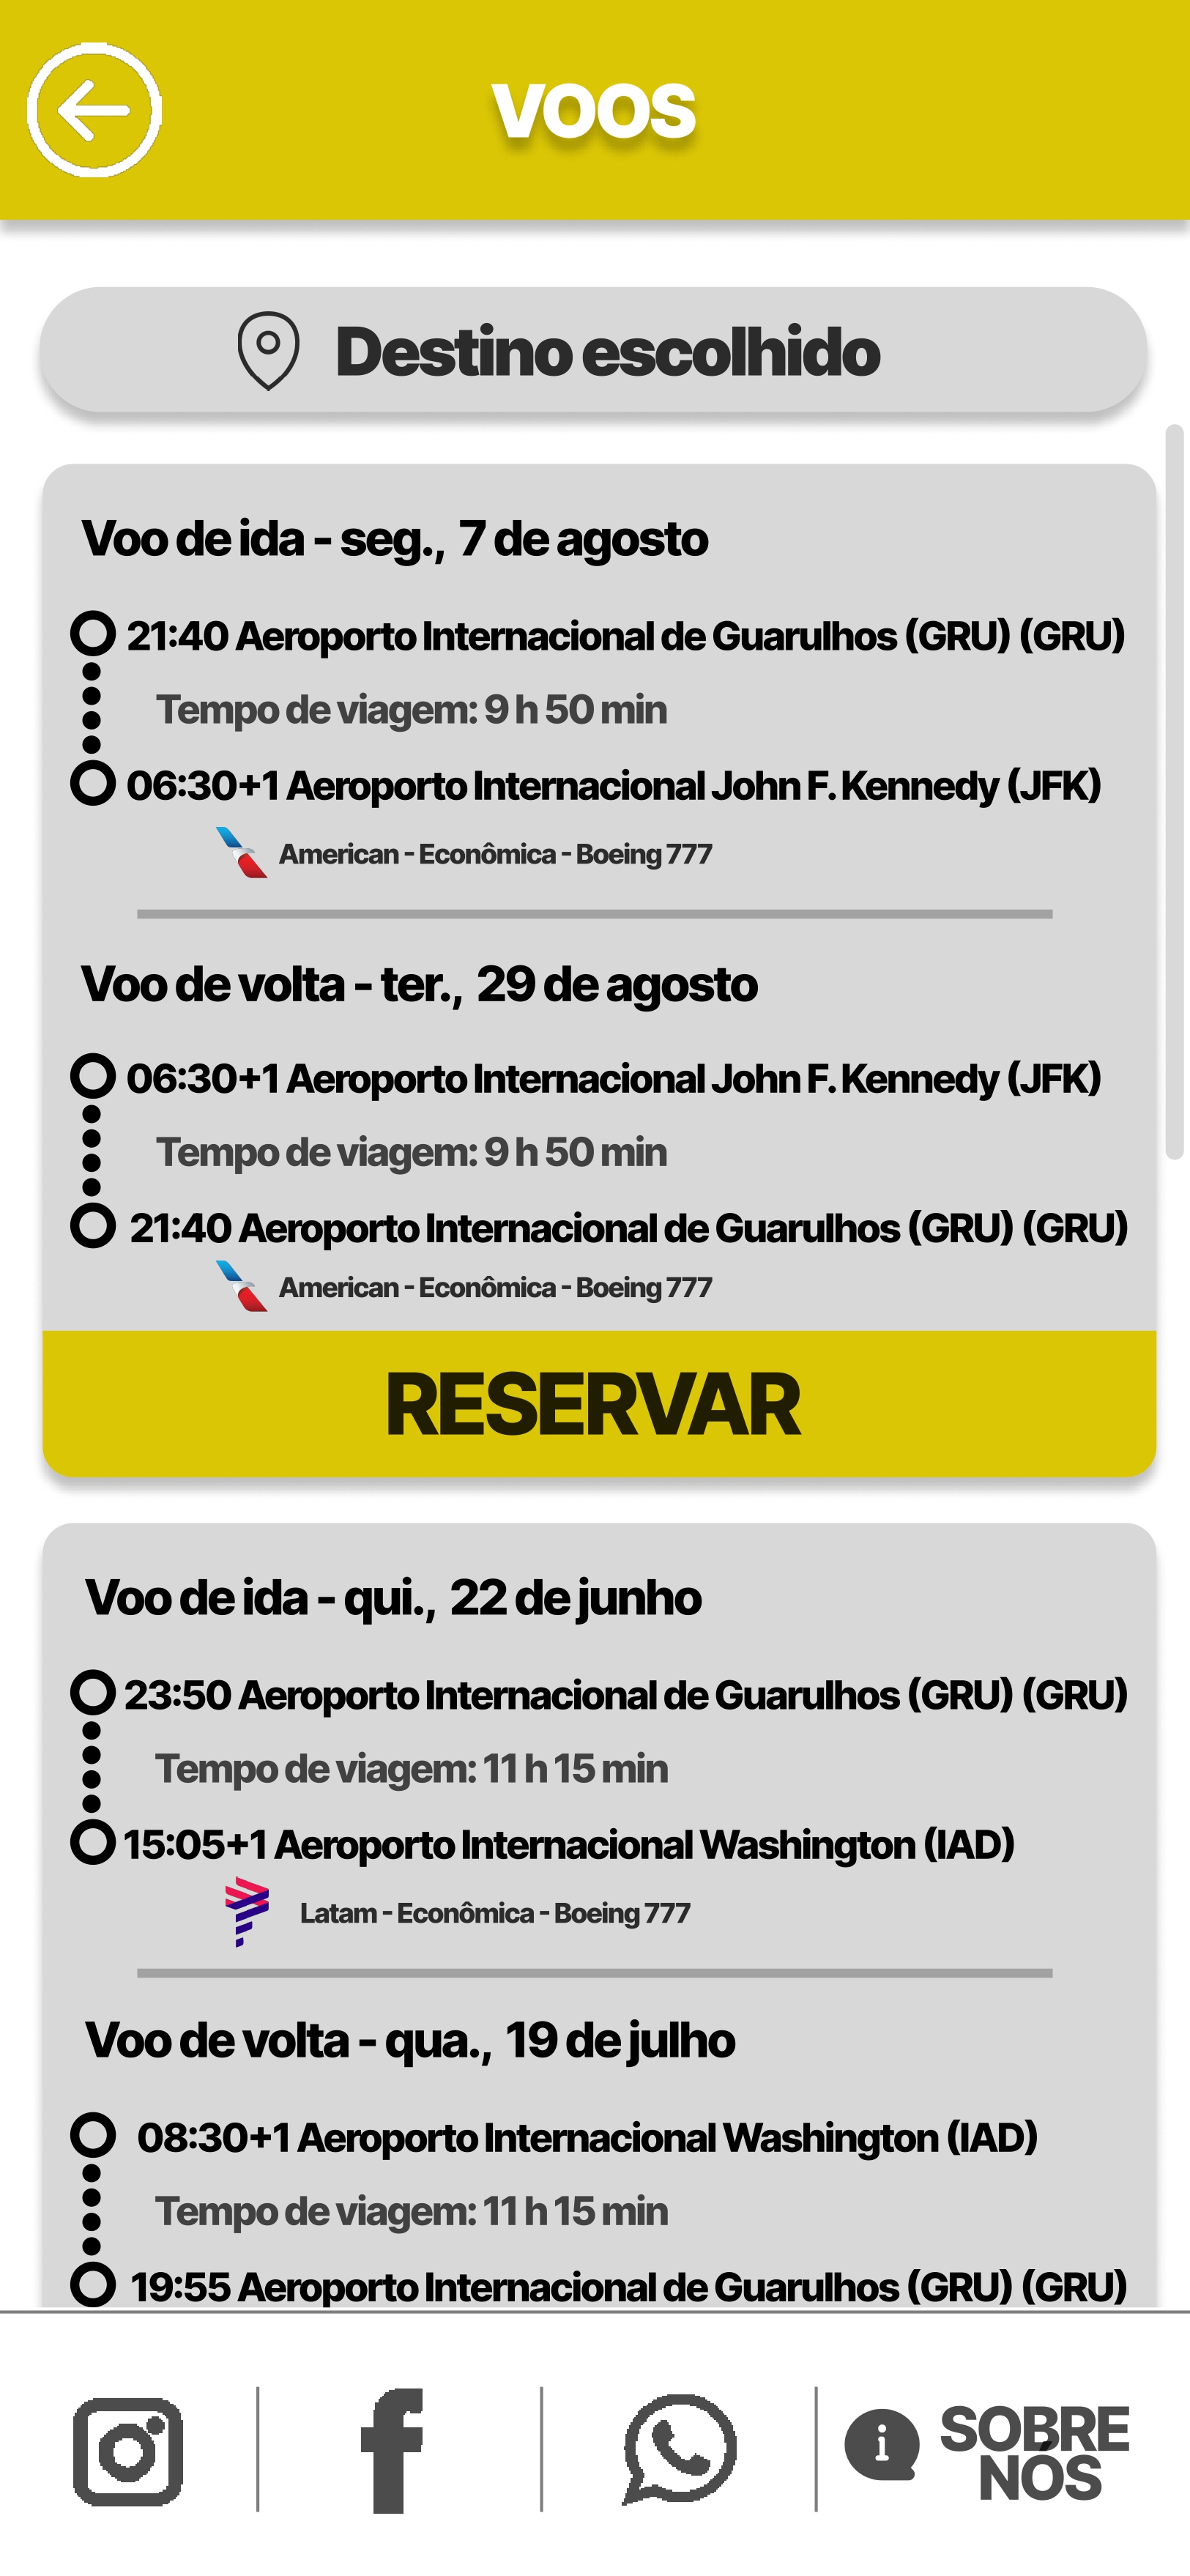 VOOS
Destino escolhido
Voo de ida - seg., 7 de agosto
21:40 Aeroporto Internacional de Guarulhos (GRU) (GRU)
Tempo de viagem: 9 h 50 min
06:30+1 Aeroporto Internacional John F. Kennedy (JFK)
American - Econômica - Boeing 777
Voo de volta - ter., 29 de agosto
06:30+1 Aeroporto Internacional John F. Kennedy (JFK)
Tempo de viagem: 9 h 50 min
21:40 Aeroporto Internacional de Guarulhos (GRU) (GRU)
American - Econômica - Boeing 777
RESERVAR
Voo de ida - qui., 22 de junho
23:50 Aeroporto Internacional de Guarulhos (GRU) (GRU)
Tempo de viagem: 11 h 15 min
15:05+1 Aeroporto Internacional Washington (IAD)
Latam - Econômica - Boeing 777
Voo de volta - qua., 19 de julho
08:30+1 Aeroporto Internacional Washington (IAD)
Tempo de viagem: 11 h 15 min
19:55 Aeroporto Internacional de Guarulhos (GRU) (GRU)
SOBRE
NÓS